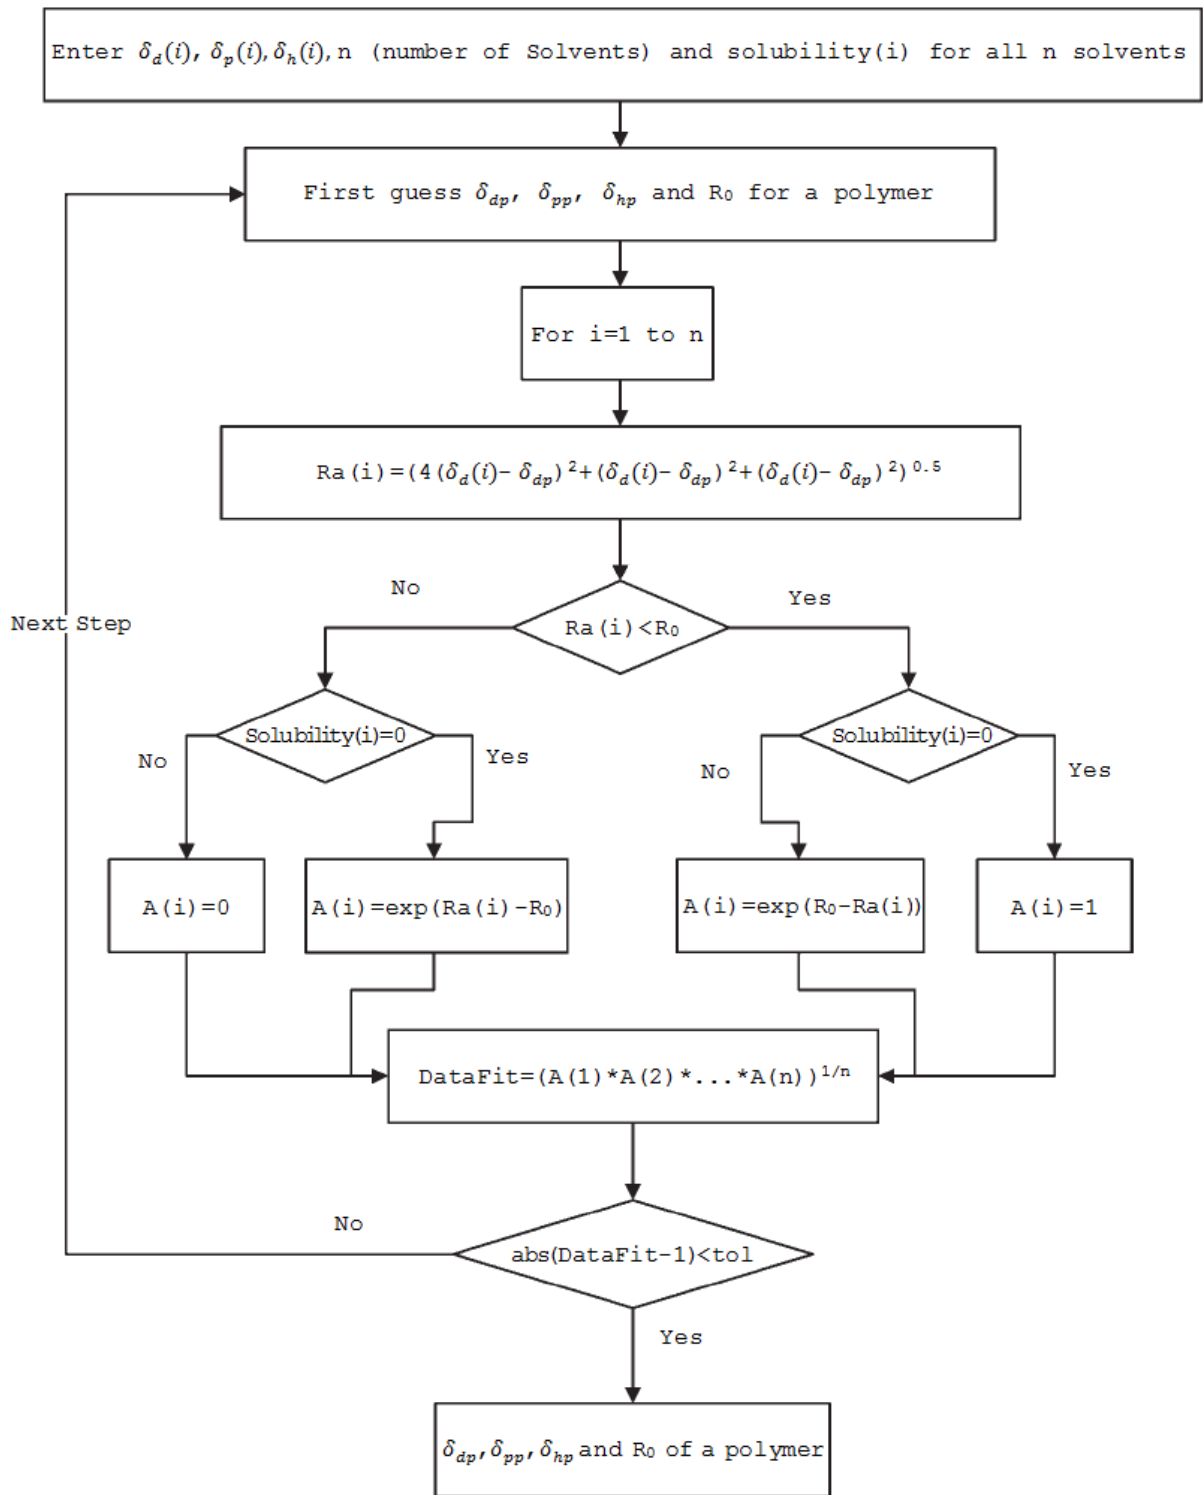 Enter δd(i), δp(i),δh(i),n (number of Solvents) and solubility(i) for all n solvents
First guess δdp, δpp, δhp and R₀ for a polymer
For i=1 to n
Ra(i)=(4(δd(i)- δdp)²+(δd(i)- δdp)²+(δd(i)- δdp)²)⁰·⁵
No
Yes
Ra(i)<R₀
Next Step
Solubility(i)=0
Solubility(i)=0
No
Yes
No
Yes
A(i)=0
A(i)=exp(Ra(i)-R₀)
A(i)=exp(R₀-Ra(i))
A(i)=1
DataFit=(A(1)*A(2)*...*A(n))¹/ⁿ
No
abs(DataFit-1)<tol
Yes
δdp,δpp,δhp and R₀ of a polymer